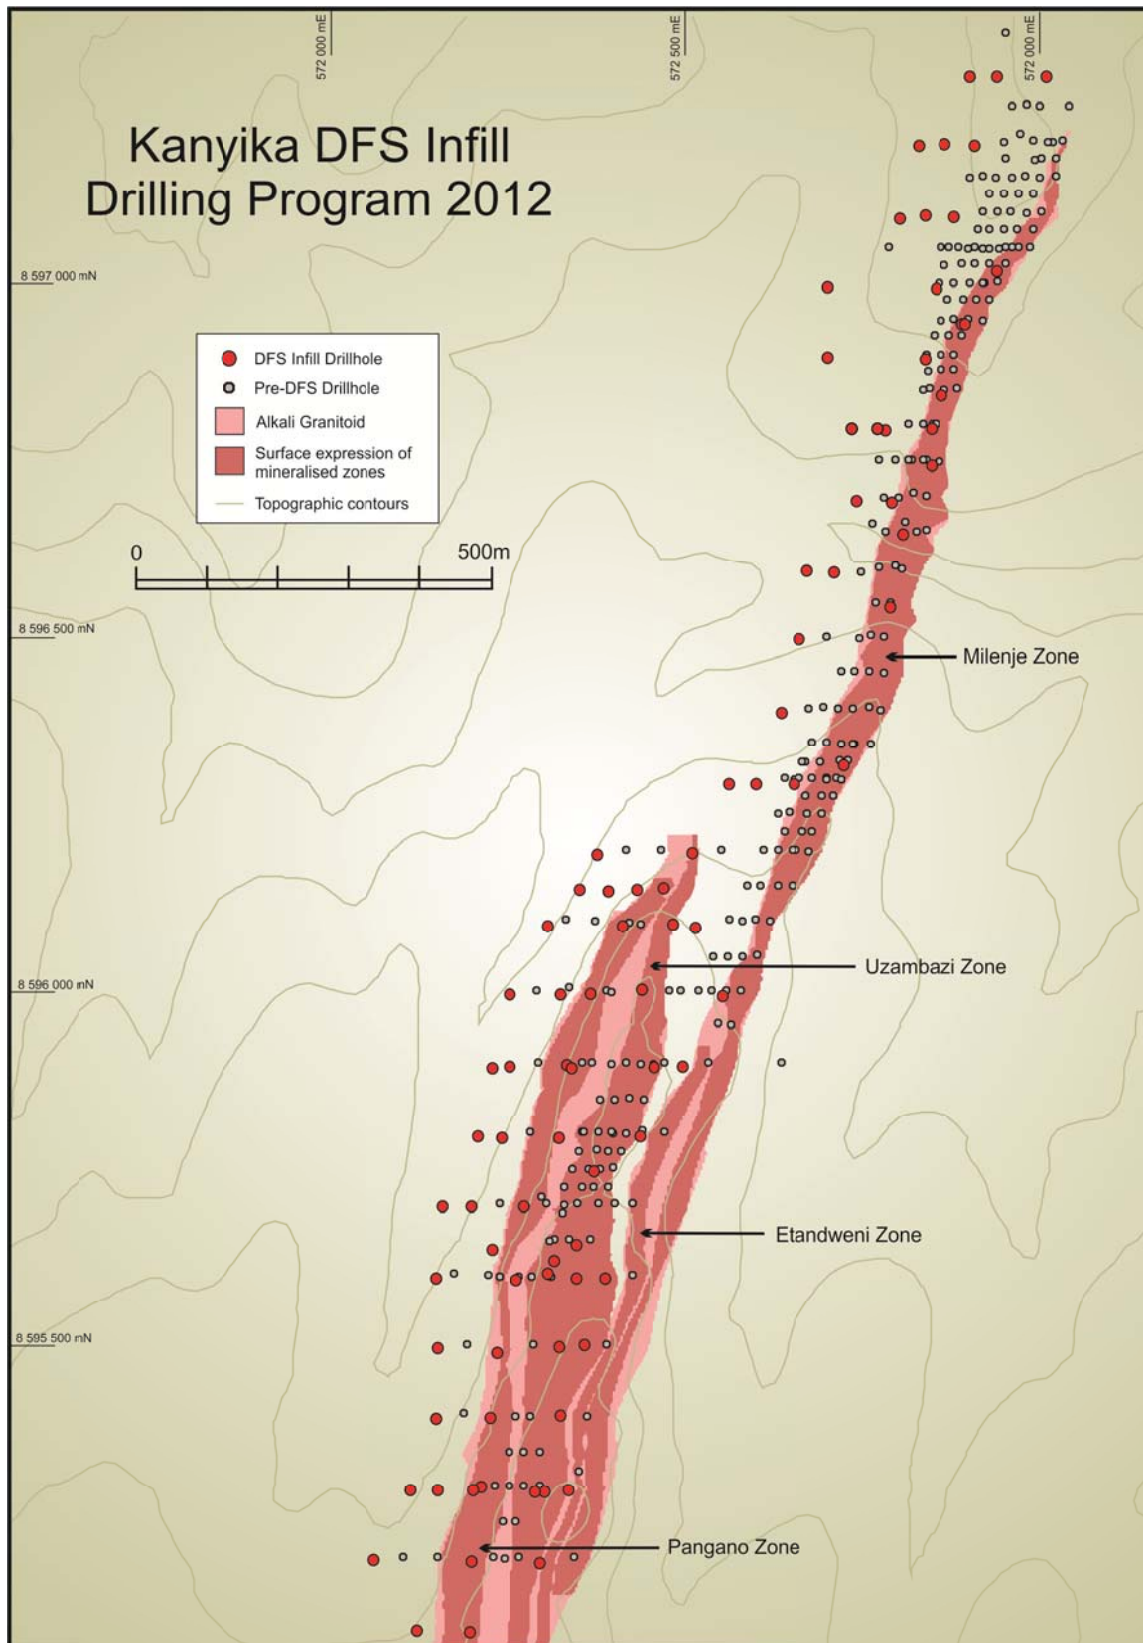 572 000 mE
572 500 mE
572 000 mE
Kanyika DFS Infill
Drilling Program 2012
8 597 000 mN
DFS Infill Drillhole
Pre-DFS Drillhole
Alkali Granitoid
Surface expression of
mineralised zones
Topographic contours
0
500m
8 596 500 mN
Milenje Zone
Uzambazi Zone
8 596 000 mN
Etandweni Zone
8 595 500 mN
Pangano Zone